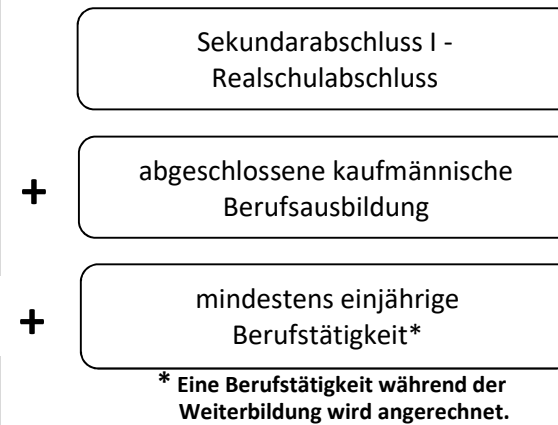 Sekundarabschluss I -
Realschulabschluss
+
abgeschlossene kaufmännische
Berufsausbildung
+
mindestens einjährige
Berufstätigkeit*
* Eine Berufstätigkeit während der
Weiterbildung wird angerechnet.